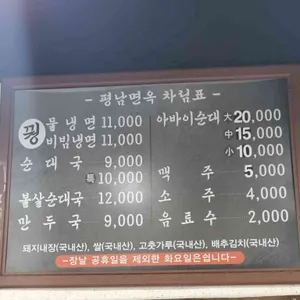 - 평남면옥 차림표 -
평 물냉면 11,000
비빔냉면 11,000
순대국 9,000
특 10,000
불살순대국 12,000
만두국 9,000
아바이순대 大 20,000
中 15,000
小 10,000
맥주 5,000
소주 4,000
음료수 2,000
돼지내장(국내산), 쌀(국내산), 고춧가루(국내산), 배추김치(국내산)
-장날 공휴일을 제외한 화요일은쉽니다-